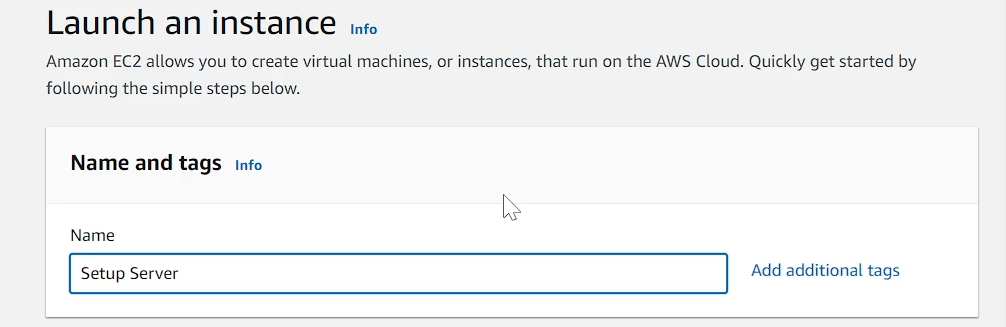 Launch an instance Info
Amazon EC2 allows you to create virtual machines, or instances, that run on the AWS Cloud. Quickly get started by
following the simple steps below.
Name and tags Info
Name
Setup Server
Add additional tags